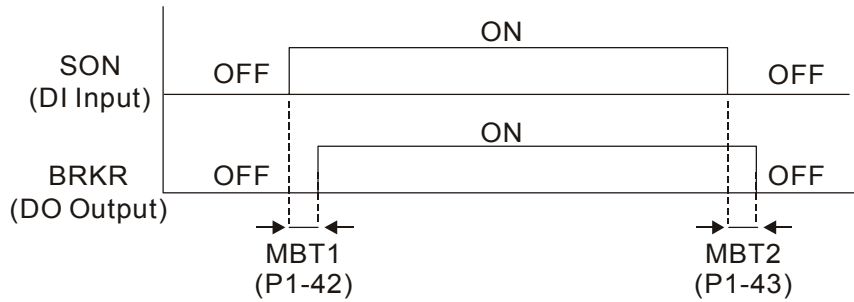 ON
SON
(DI Input)
OFF
OFF
ON
BRKR
(DO Output)
OFF
OFF
MBT1
(P1-42)
MBT2
(P1-43)